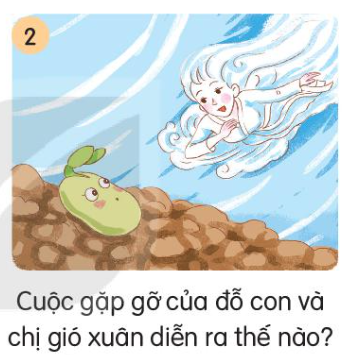 2
Cuộc gặp gỡ của đỗ con và
chị gió xuân diễn ra thế nào?